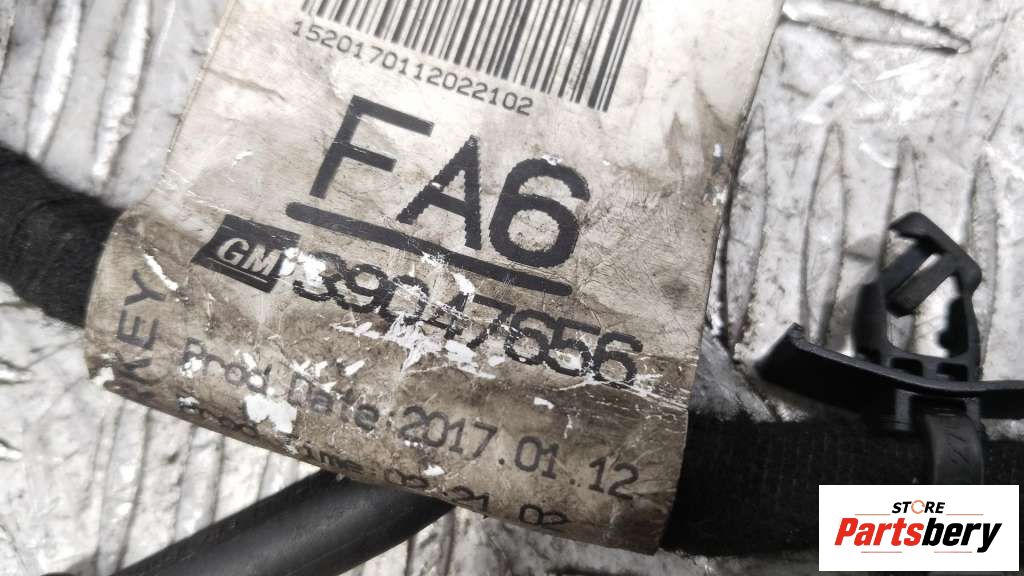 1520170112022102
FA6
GM 39047656
KEY
Prod.Date:2017.01.12
STORE
Partsbery